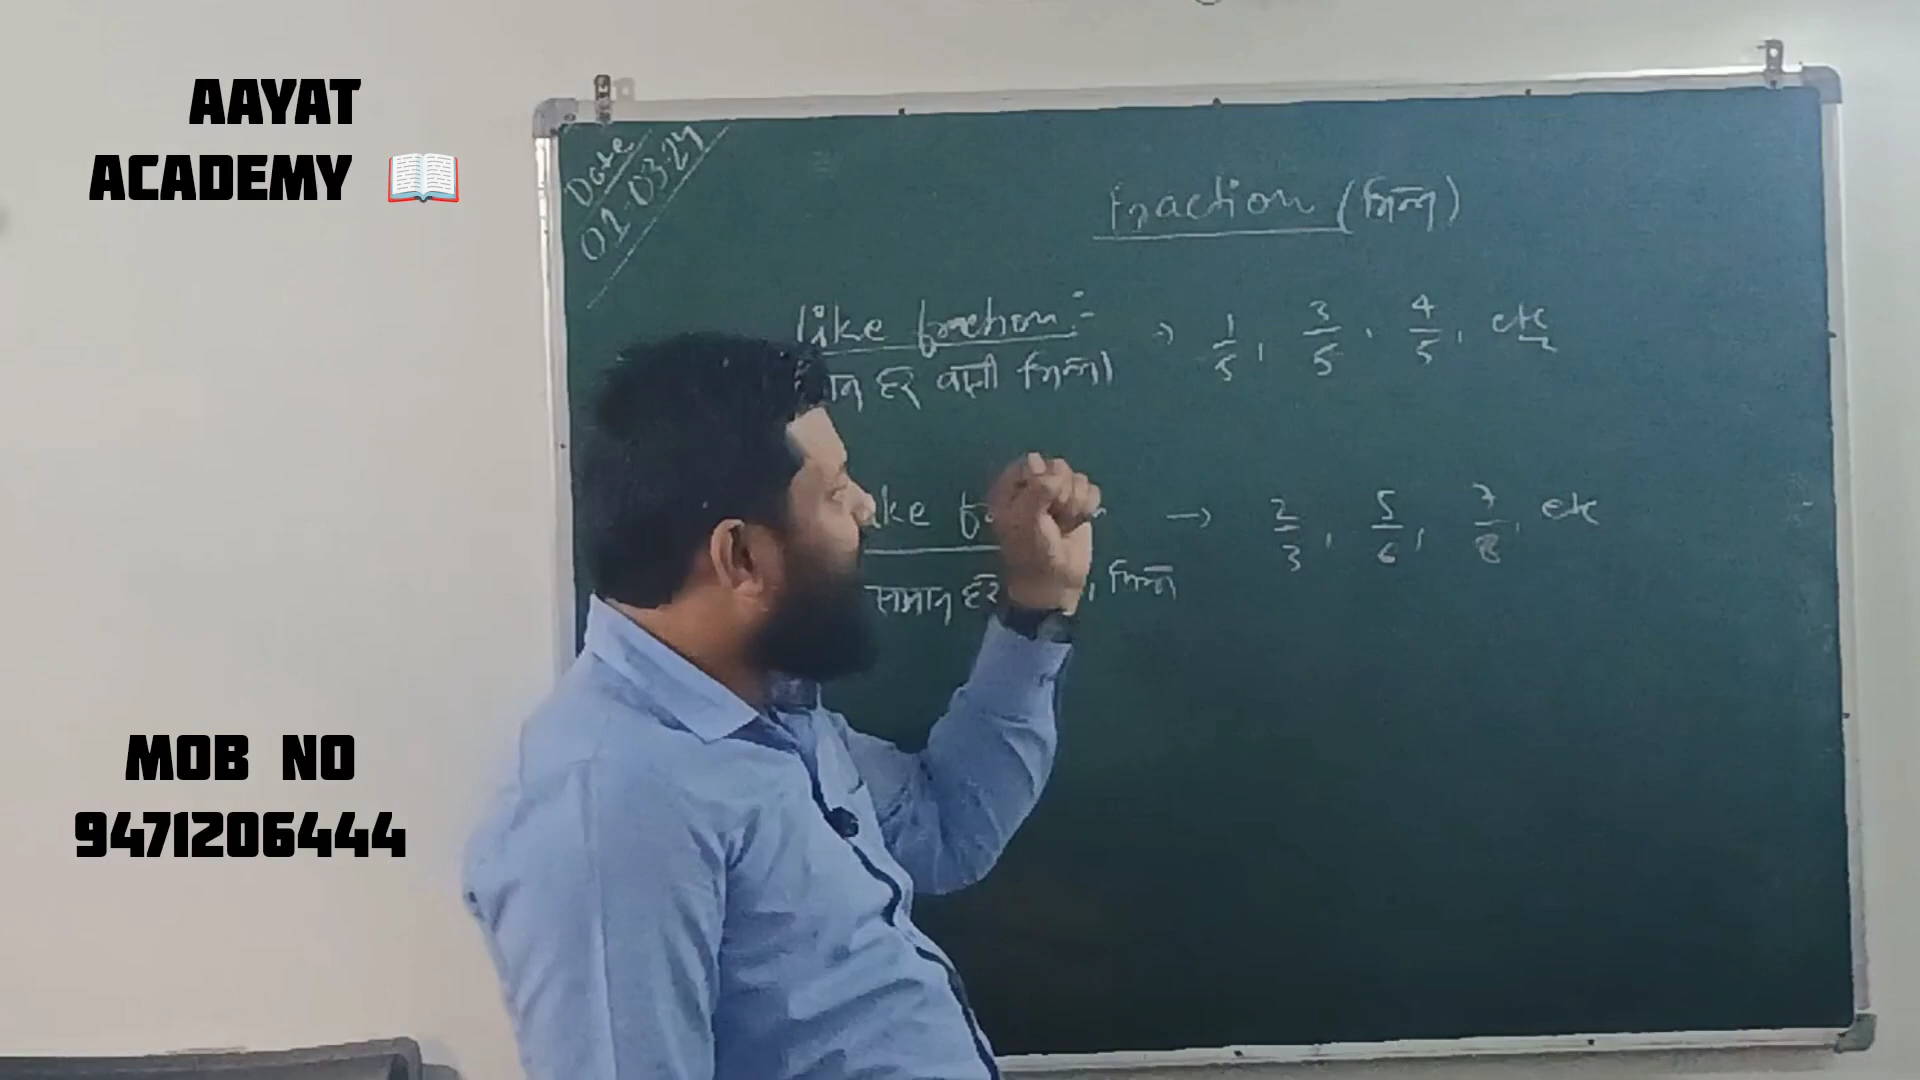 AAYAT
ACADEMY
MOB NO
9471206444
Date
01.03.24
Fraction (भिन्न)
like fraction:- → 1/5, 3/5, 4/5, etc
हर वाली भिन्न।
→ 2/3, 5/6, 7/8, etc
समान हर भिन्न